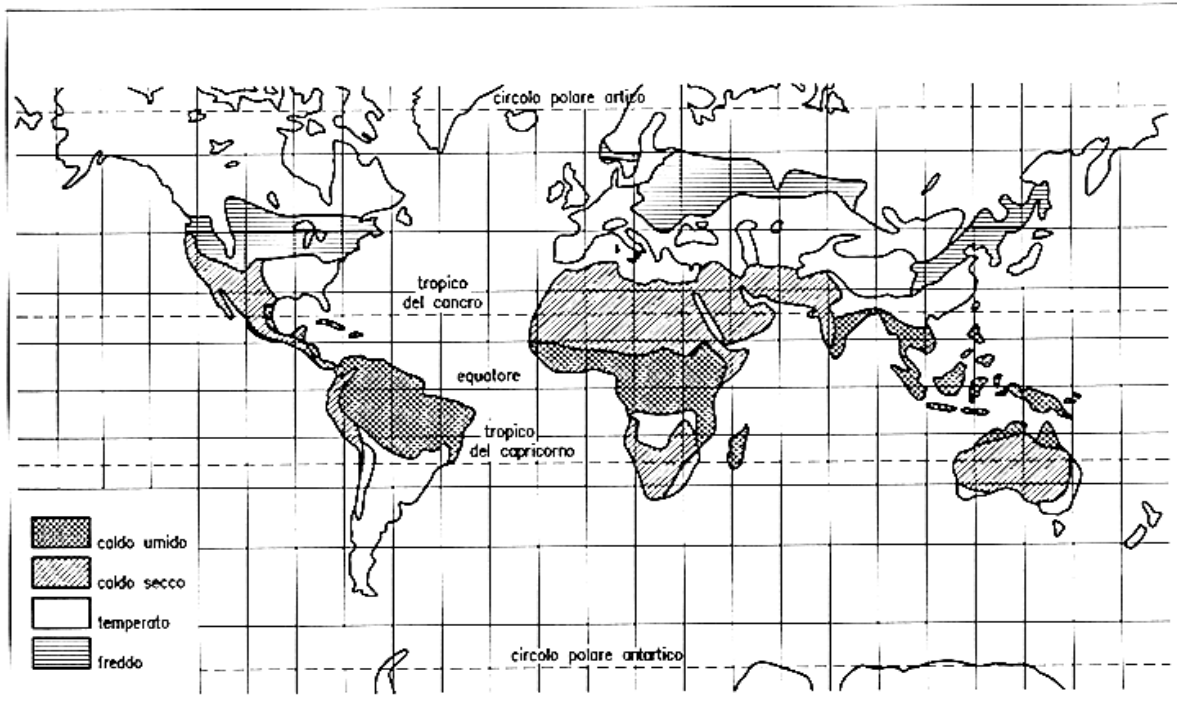 circolo polare artico
tropico
del cancro
equatore
tropico
del capricorno
caldo umido
caldo secco
temperato
freddo
circolo polare antartico